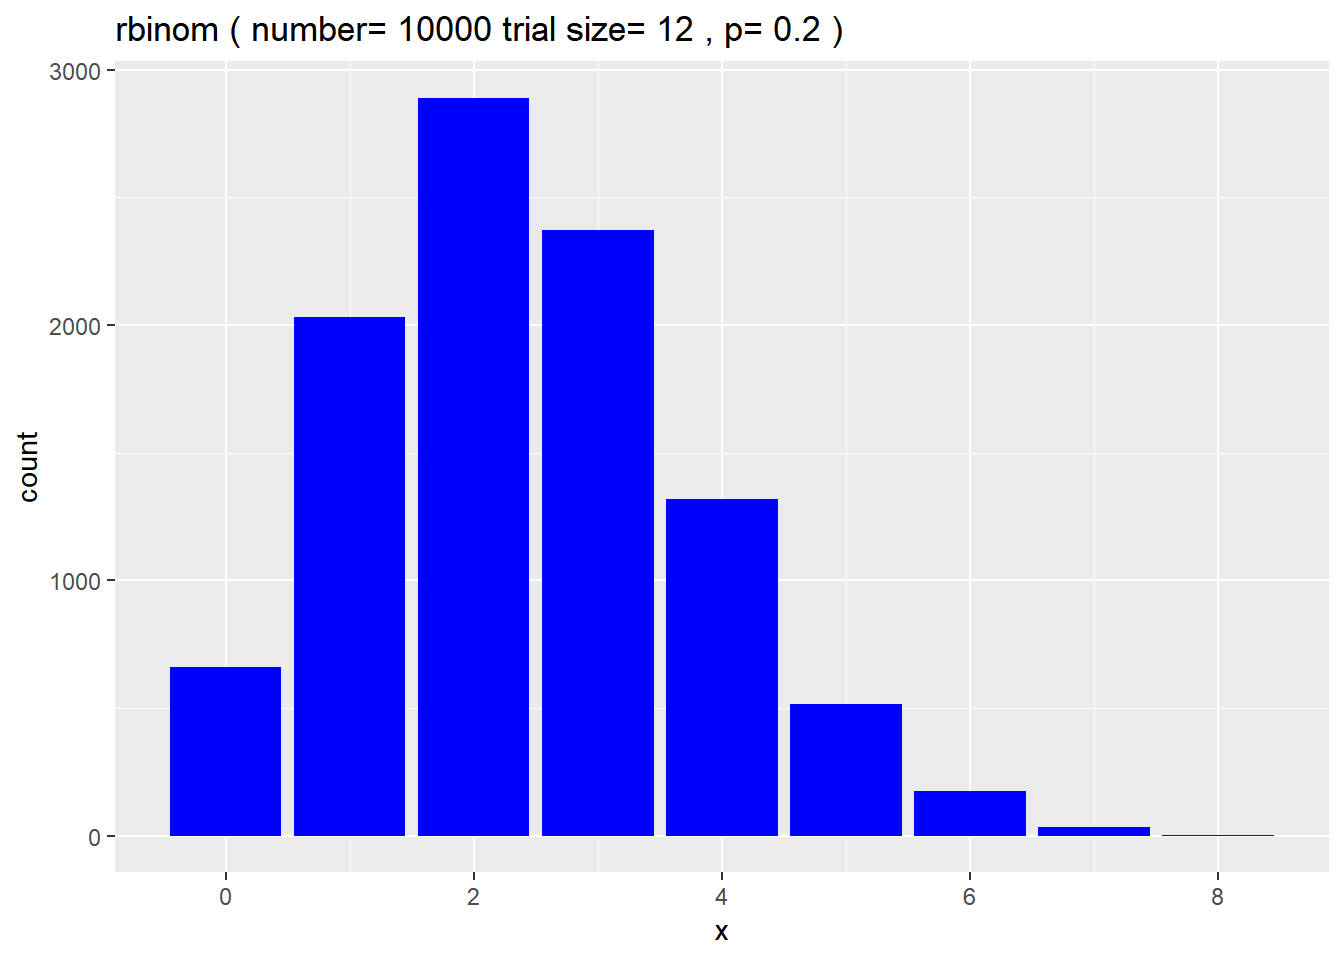 rbinom ( number= 10000 trial size= 12 , p= 0.2 )
3000
2000
1000
0
count
0 2 4 6 8
x